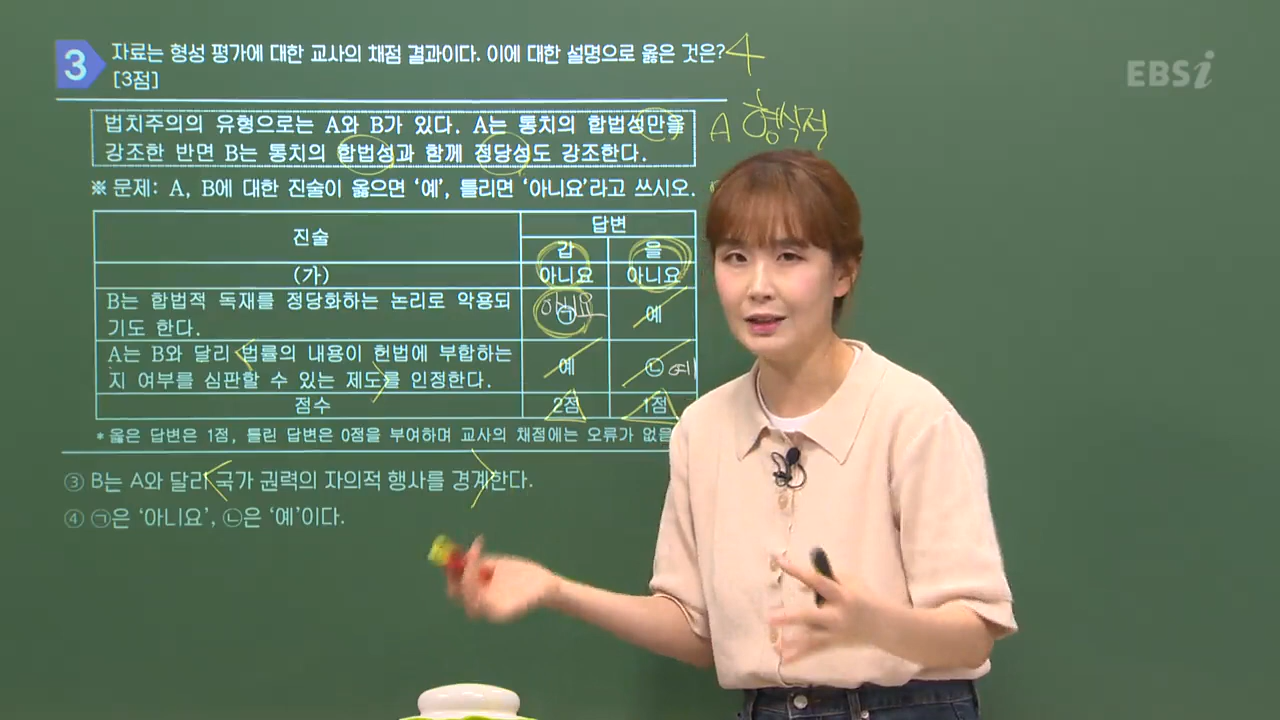 3 자료는 형성 평가에 대한 교사의 채점 결과이다. 이에 대한 설명으로 옳은 것은? 4
[3점]
EBSi
법치주의의 유형으로는 A와 B가 있다. A는 통치의 합법성만을
강조한 반면 B는 통치의 합법성과 함께 정당성도 강조한다.
A 형식적
※ 문제: A, B에 대한 진술이 옳으면 ‘예’, 틀리면 ‘아니요’라고 쓰시오.
진술 답변
갑 을
(가) 아니요 아니요
B는 합법적 독재를 정당화하는 논리로 악용되
기도 한다.
㉠ 아니요 예
A는 B와 달리 법률의 내용이 헌법에 부합하는
지 여부를 심판할 수 있는 제도를 인정한다.
예 ㉡ 예
점수 2점 1점
* 옳은 답변은 1점, 틀린 답변은 0점을 부여하며 교사의 채점에는 오류가 없음
③ B는 A와 달리 국가 권력의 자의적 행사를 경계한다.
④ ㉠은 ‘아니요’, ㉡은 ‘예’이다.